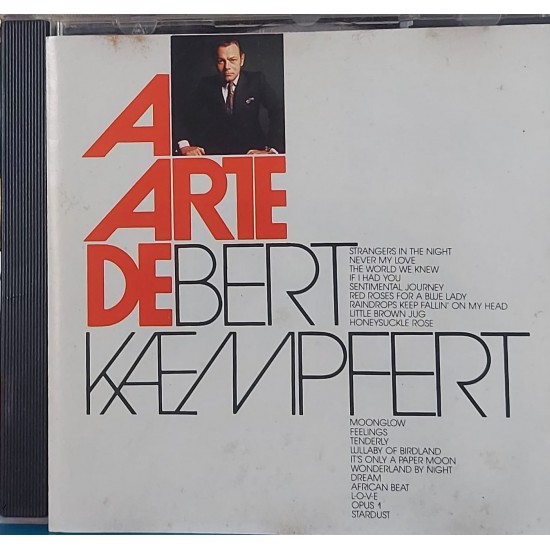 A
ARTE
DE BERT
KAEMPFERT
STRANGERS IN THE NIGHT
NEVER MY LOVE
THE WORLD WE KNEW
IF I HAD YOU
SENTIMENTAL JOURNEY
RED ROSES FOR A BLUE LADY
RAINDROPS KEEP FALLIN' ON MY HEAD
LITTLE BROWN JUG
HONEYSUCKLE ROSE
MOONGLOW
FEELINGS
TENDERLY
LULLABY OF BIRDLAND
IT'S ONLY A PAPER MOON
WONDERLAND BY NIGHT
DREAM
AFRICAN BEAT
L-O-V-E
OPUS 1
STARDUST